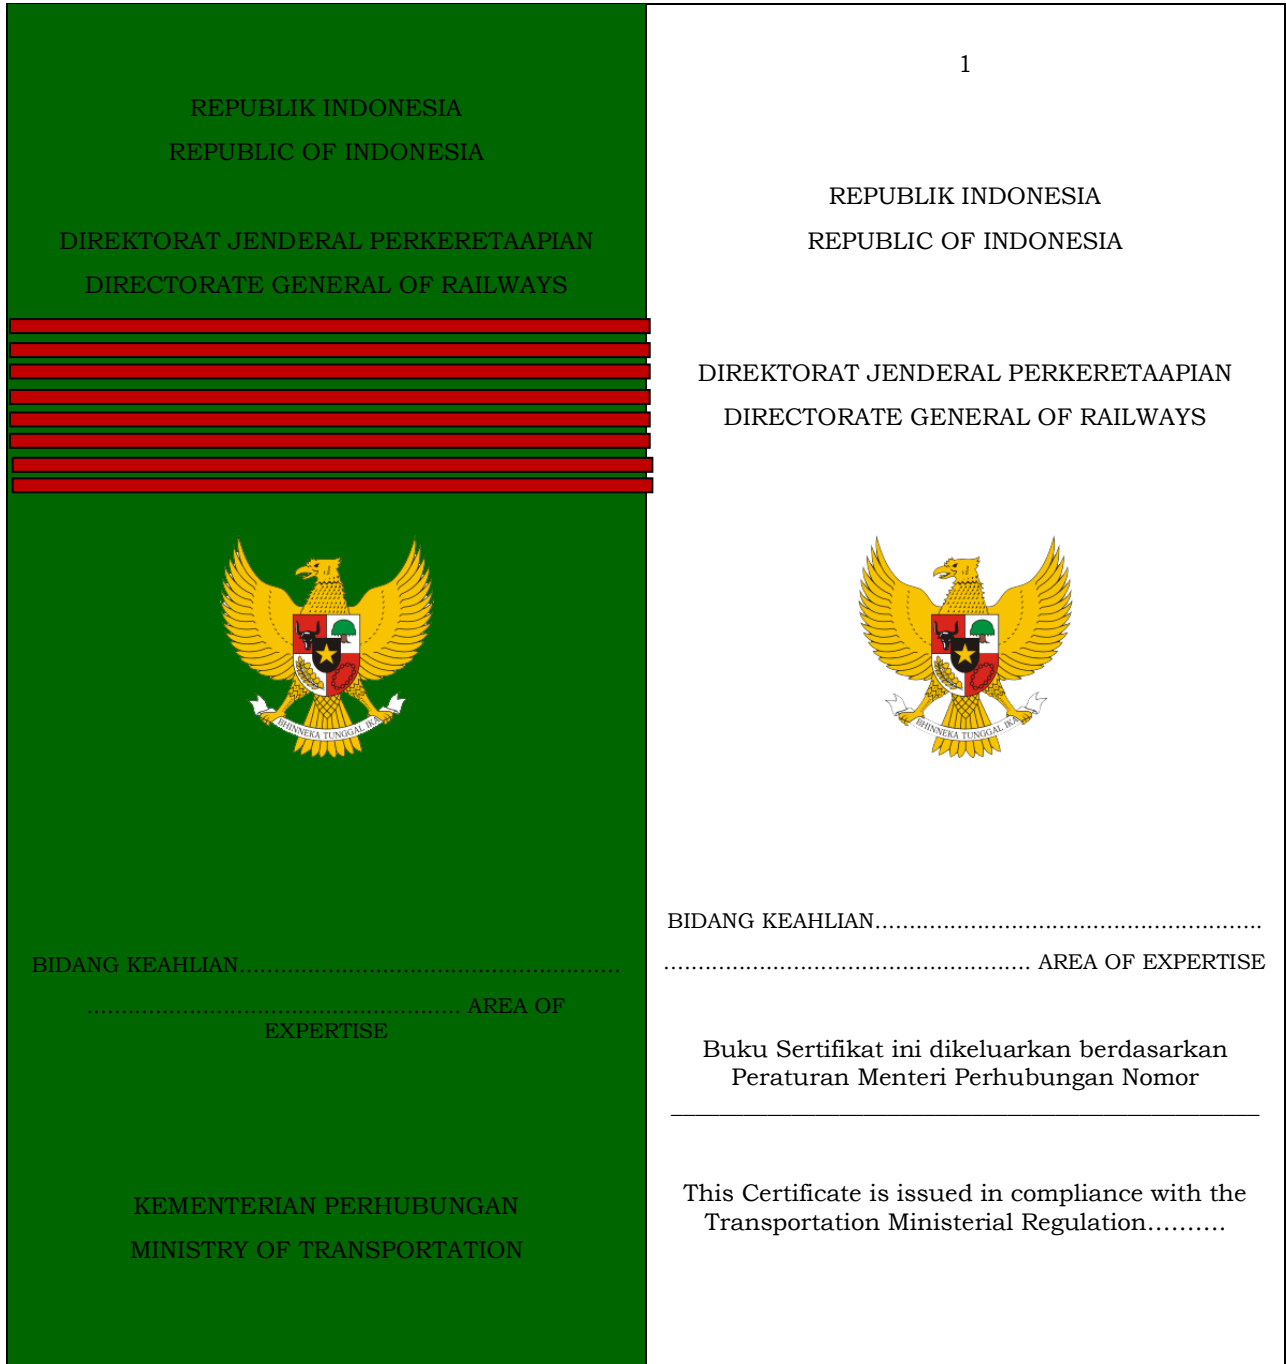 REPUBLIK INDONESIA
REPUBLIC OF INDONESIA
DIREKTORAT JENDERAL PERKERETAAPIAN
DIRECTORATE GENERAL OF RAILWAYS
BHINNEKA TUNGGAL IKA
BIDANG KEAHLIAN..........................................................
......................................................... AREA OF
EXPERTISE
KEMENTERIAN PERHUBUNGAN
MINISTRY OF TRANSPORTATION
1
REPUBLIK INDONESIA
REPUBLIC OF INDONESIA
DIREKTORAT JENDERAL PERKERETAAPIAN
DIRECTORATE GENERAL OF RAILWAYS
BHINNEKA TUNGGAL IKA
BIDANG KEAHLIAN...........................................................
........................................................ AREA OF EXPERTISE
Buku Sertifikat ini dikeluarkan berdasarkan
Peraturan Menteri Perhubungan Nomor
_______________________________________________
This Certificate is issued in compliance with the
Transportation Ministerial Regulation..........